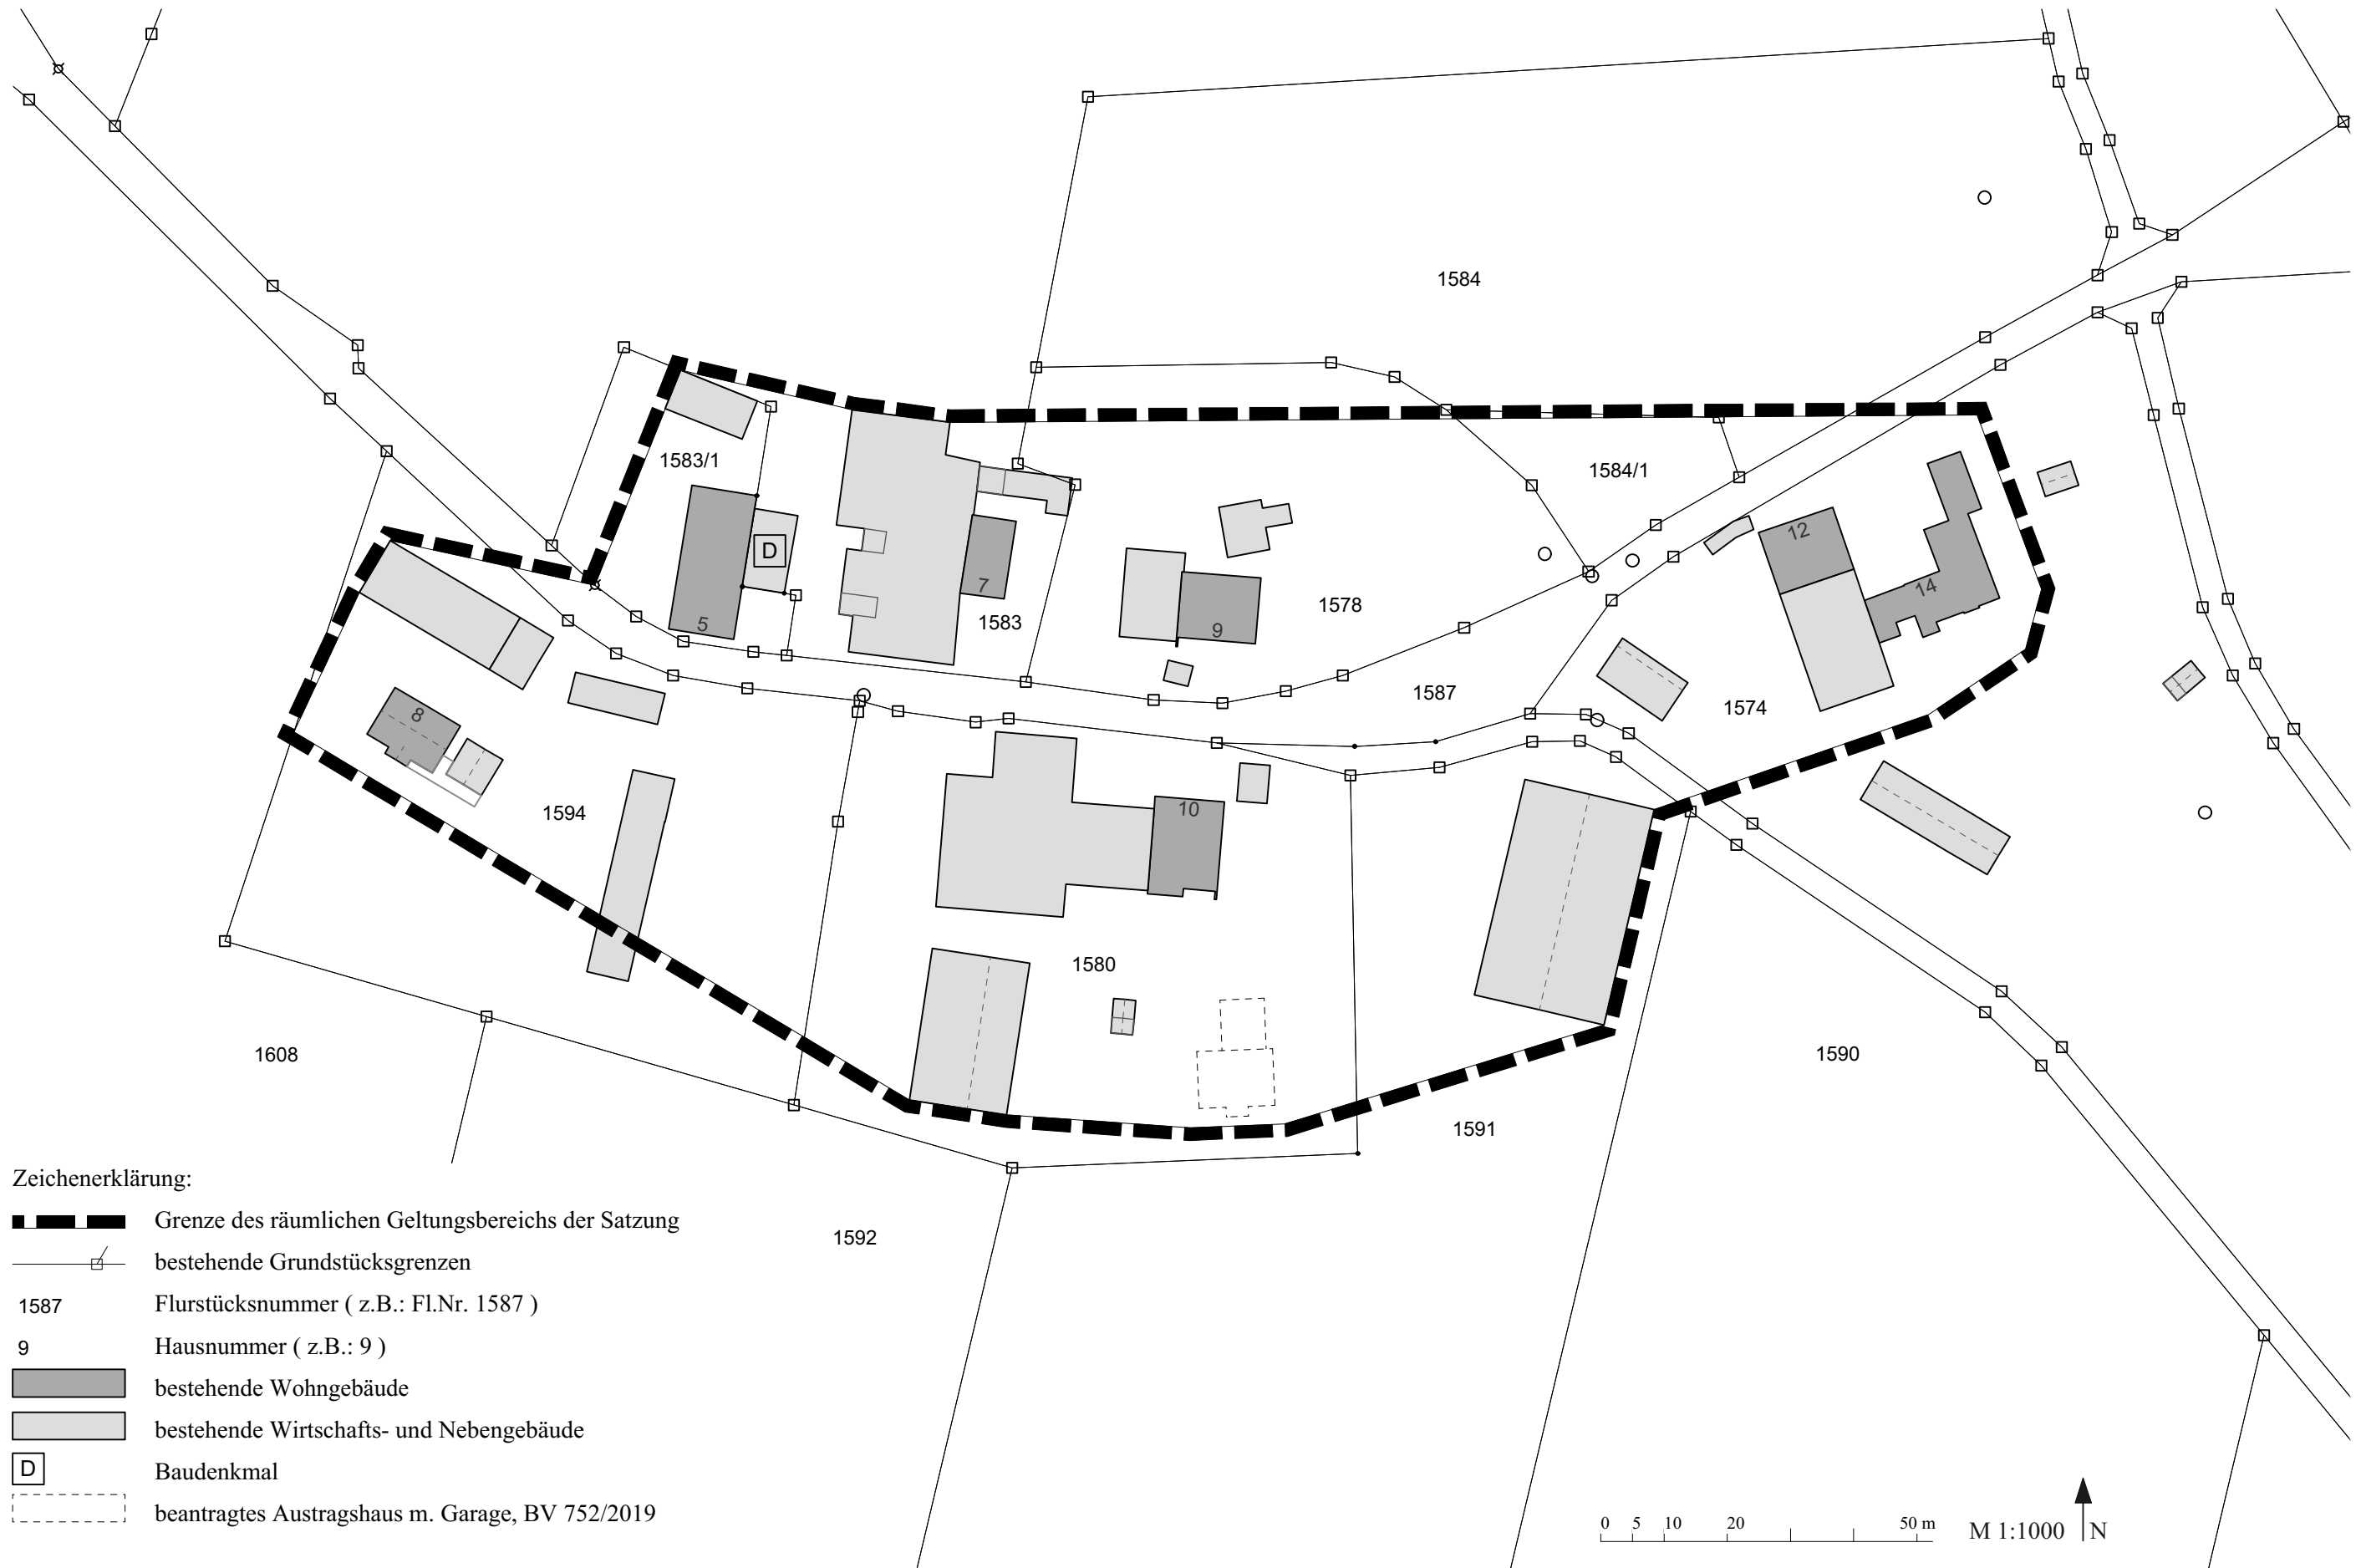 1584
1583/1
1584/1
12
D
7
14
1578
5
1583
9
1587
1574
8
10
1594
1580
1608
1590
1591
1592
Zeichenerklärung:
Grenze des räumlichen Geltungsbereichs der Satzung
bestehende Grundstücksgrenzen
1587 Flurstücksnummer ( z.B.: Fl.Nr. 1587 )
9 Hausnummer ( z.B.: 9 )
bestehende Wohngebäude
bestehende Wirtschafts- und Nebengebäude
D Baudenkmal
beantragtes Austragshaus m. Garage, BV 752/2019
0 5 10 20 50 m
M 1:1000 N